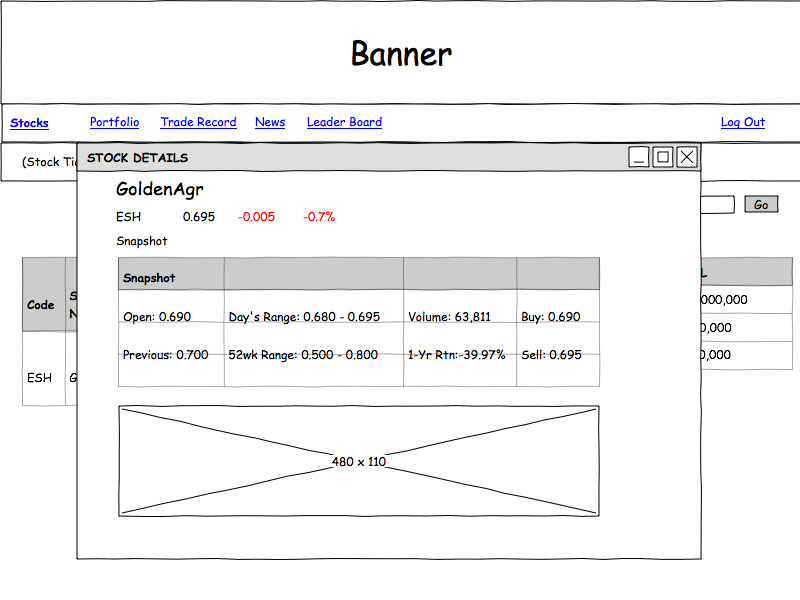 Banner
Stocks Portfolio Trade Record News Leader Board Log Out
(Stock
STOCK DETAILS
GoldenAgr
Go
ESH 0.695 -0.005 -0.7%
Snapshot
Snapshot
Code
Open: 0.690 Day's Range: 0.680 - 0.695 Volume: 63,811 Buy: 0.690
Previous: 0.700 52wk Range: 0.500 - 0.800 1-Yr Rtn:-39.97% Sell: 0.695
000,000
0,000
0,000
ESH
480 x 110